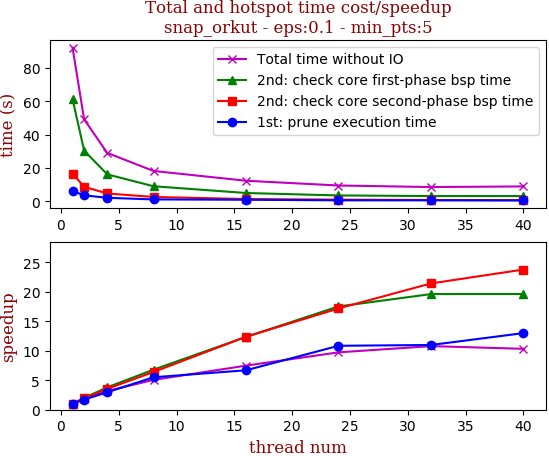 Total and hotspot time cost/speedup
snap_orkut - eps:0.1 - min_pts:5
time (s)
80
60
40
20
0
Total time without IO
2nd: check core first-phase bsp time
2nd: check core second-phase bsp time
1st: prune execution time
0 5 10 15 20 25 30 35 40
speedup
25
20
15
10
5
0
0 5 10 15 20 25 30 35 40
thread num